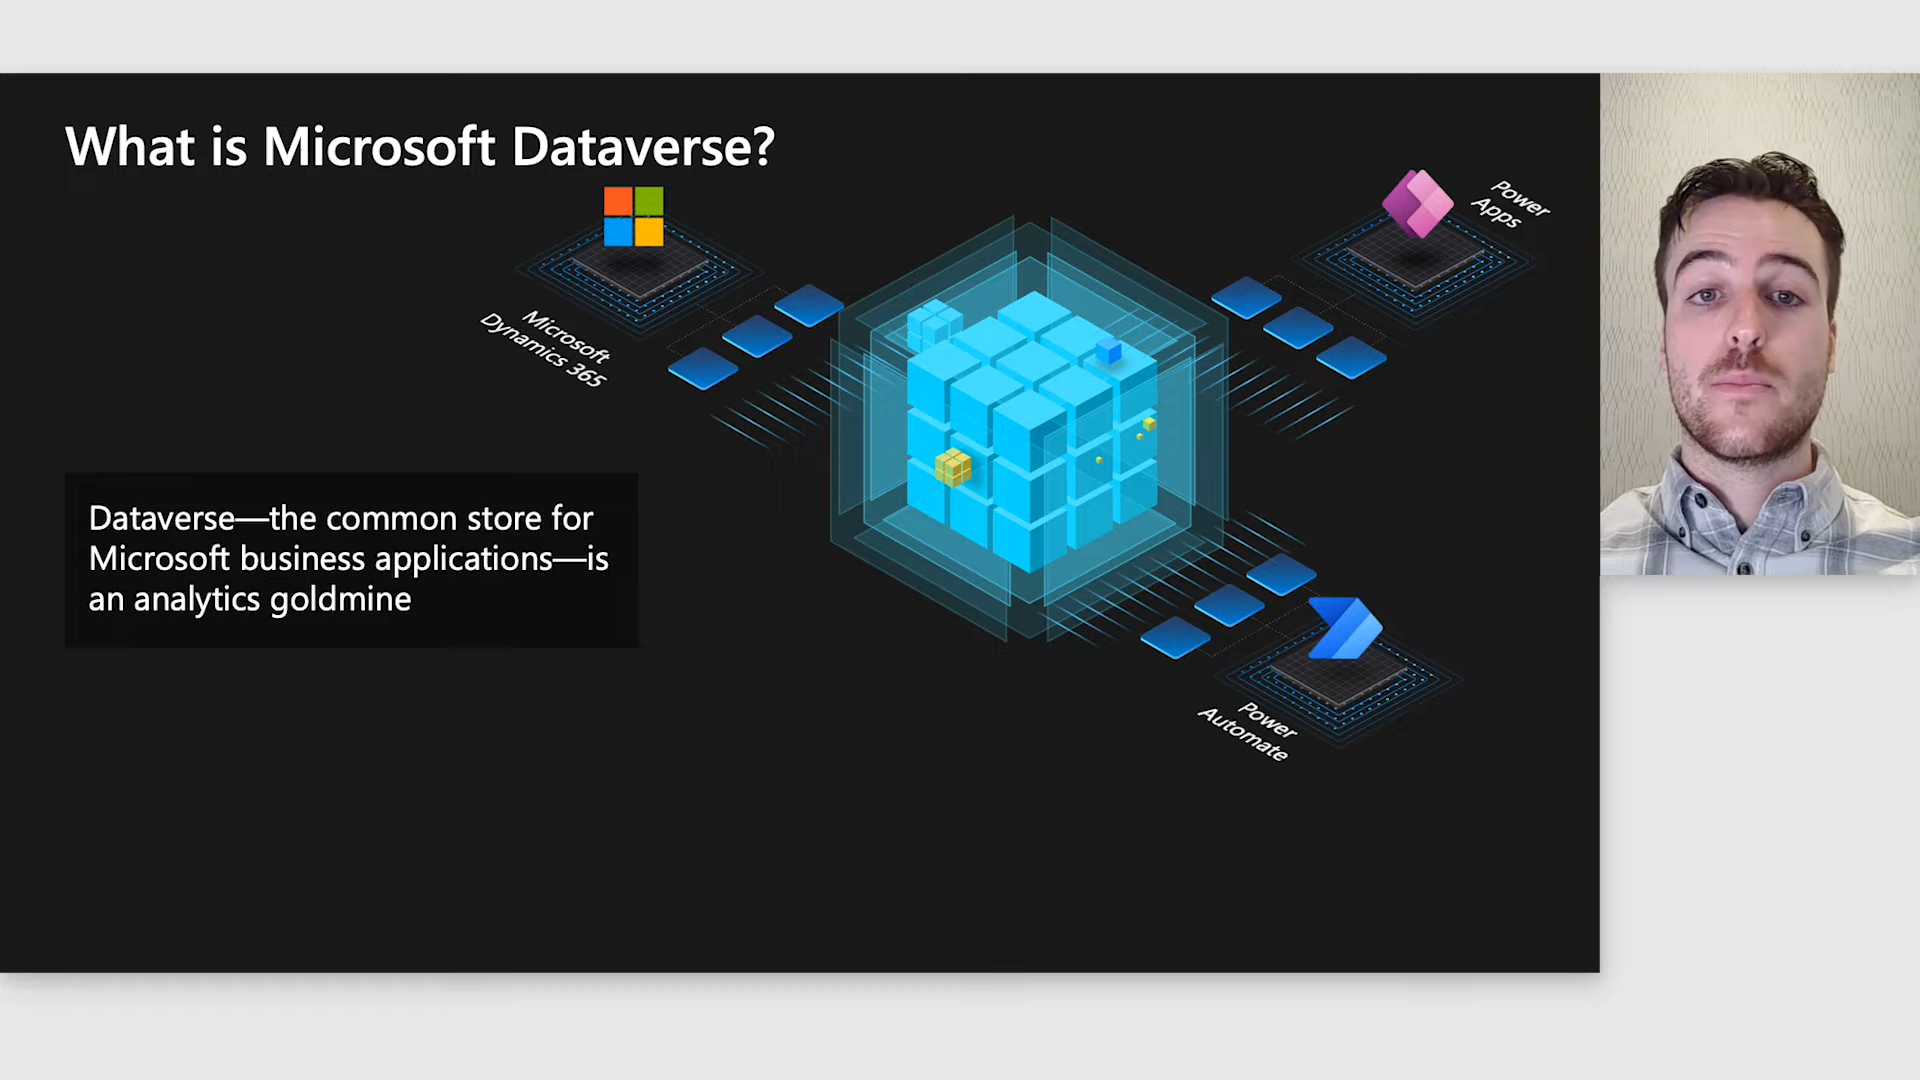 What is Microsoft Dataverse?
Microsoft
Dynamics 365
Power
Apps
Dataverse—the common store for
Microsoft business applications—is
an analytics goldmine
Power
Automate